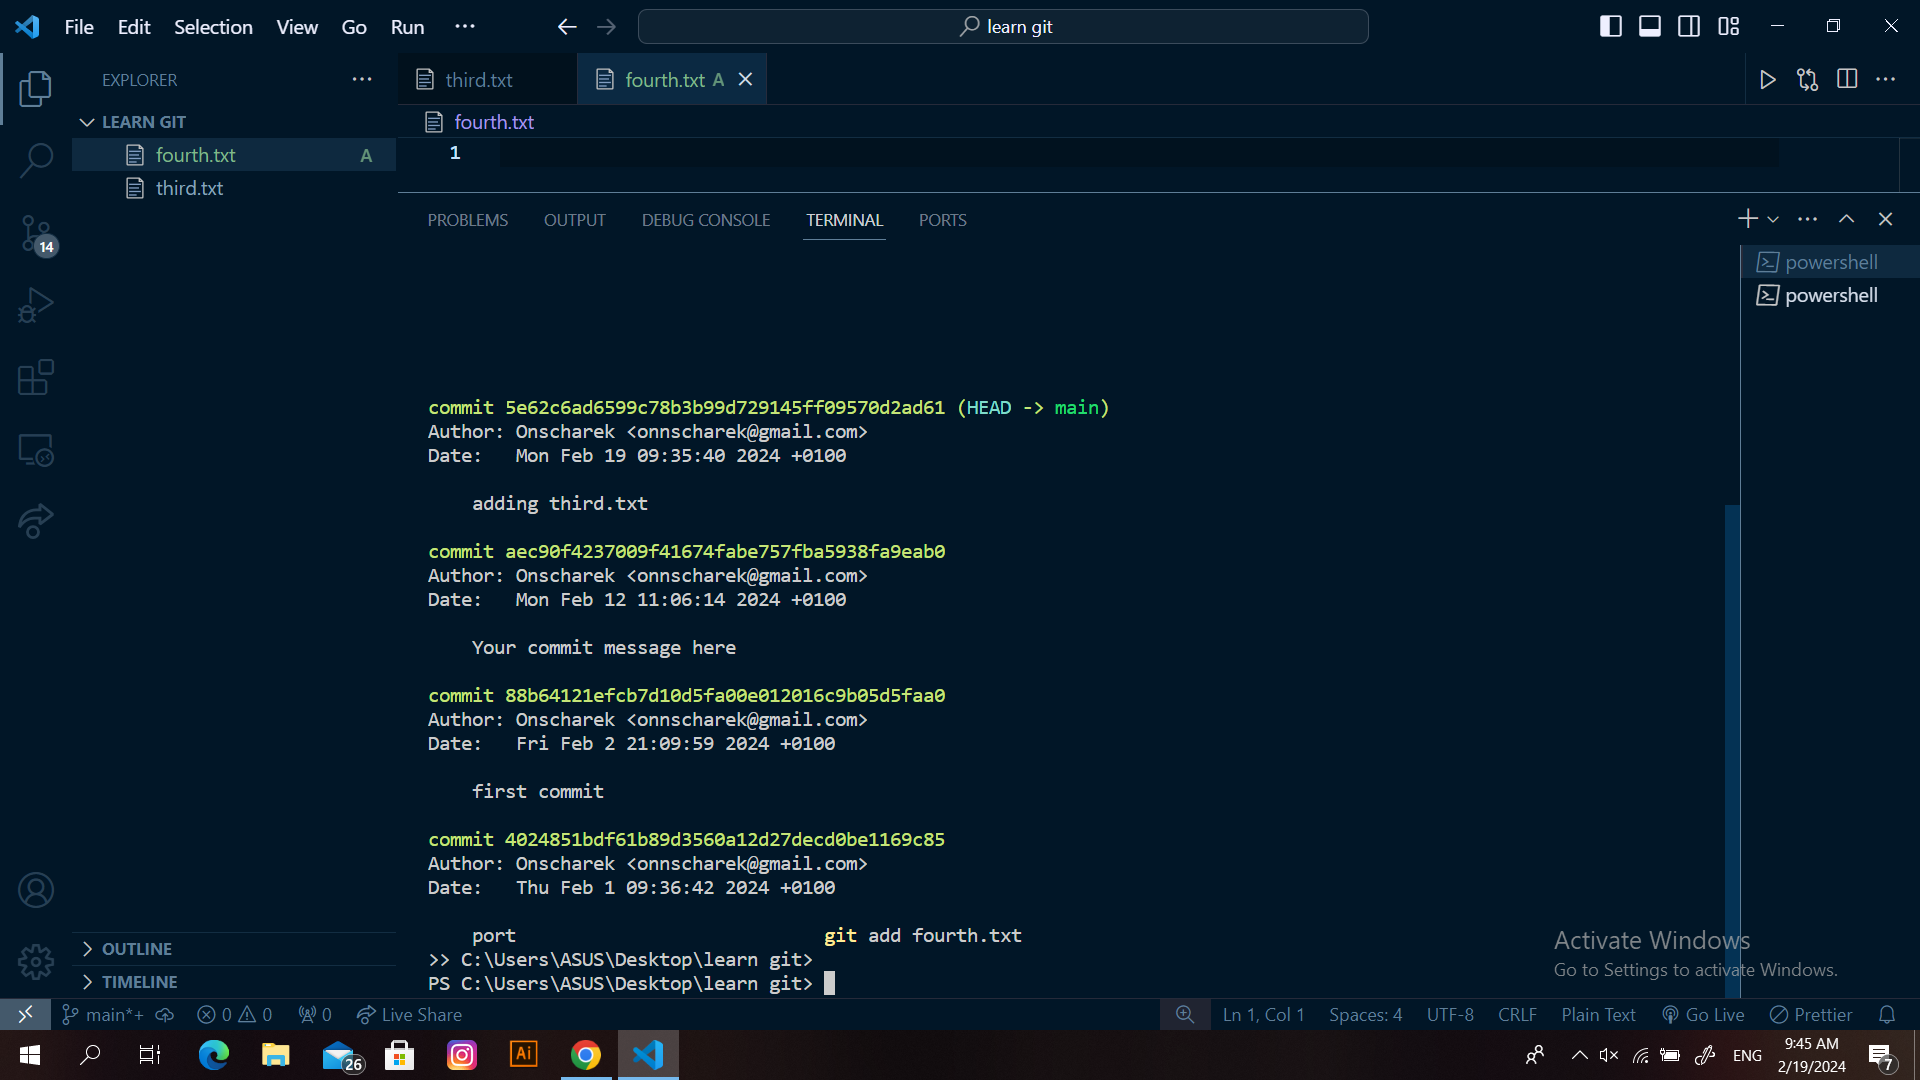 File Edit Selection View Go Run ···
learn git
EXPLORER ···
LEARN GIT
fourth.txt A
third.txt
14
third.txt
fourth.txt A
fourth.txt
1
PROBLEMS OUTPUT DEBUG CONSOLE TERMINAL PORTS
powershell
powershell
commit 5e62c6ad6599c78b3b99d729145ff09570d2ad61 (HEAD -> main)
Author: Onscharek <onnscharek@gmail.com>
Date:   Mon Feb 19 09:35:40 2024 +0100
adding third.txt
commit aec90f4237009f41674fabe757fba5938fa9eab0
Author: Onscharek <onnscharek@gmail.com>
Date:   Mon Feb 12 11:06:14 2024 +0100
Your commit message here
commit 88b64121efcb7d10d5fa00e012016c9b05d5faa0
Author: Onscharek <onnscharek@gmail.com>
Date:   Fri Feb 2 21:09:59 2024 +0100
first commit
commit 4024851bdf61b89d3560a12d27decd0be1169c85
Author: Onscharek <onnscharek@gmail.com>
Date:   Thu Feb 1 09:36:42 2024 +0100
port git add fourth.txt
>> C:\Users\ASUS\Desktop\learn git>
PS C:\Users\ASUS\Desktop\learn git>
OUTLINE
TIMELINE
Activate Windows
Go to Settings to activate Windows.
main*+ 0 0 0 Live Share Ln 1, Col 1 Spaces: 4 UTF-8 CRLF Plain Text Go Live Prettier
26
Ai
ENG
9:45 AM
2/19/2024
7